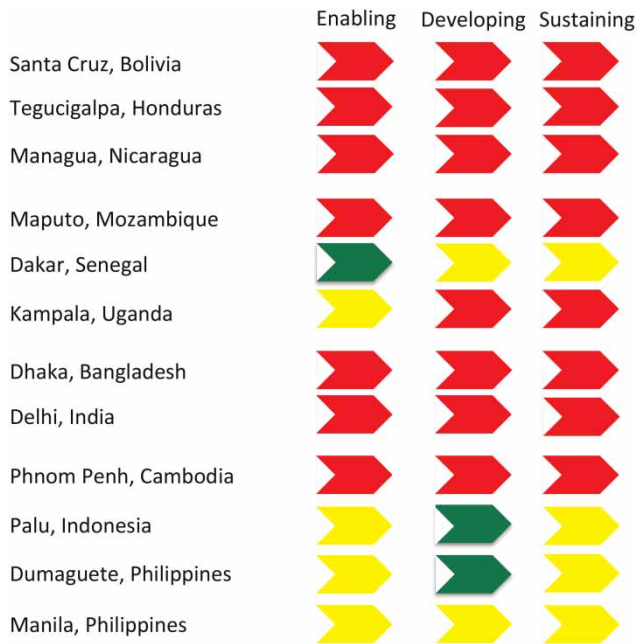 Enabling Developing Sustaining
Santa Cruz, Bolivia
Tegucigalpa, Honduras
Managua, Nicaragua
Maputo, Mozambique
Dakar, Senegal
Kampala, Uganda
Dhaka, Bangladesh
Delhi, India
Phnom Penh, Cambodia
Palu, Indonesia
Dumaguete, Philippines
Manila, Philippines